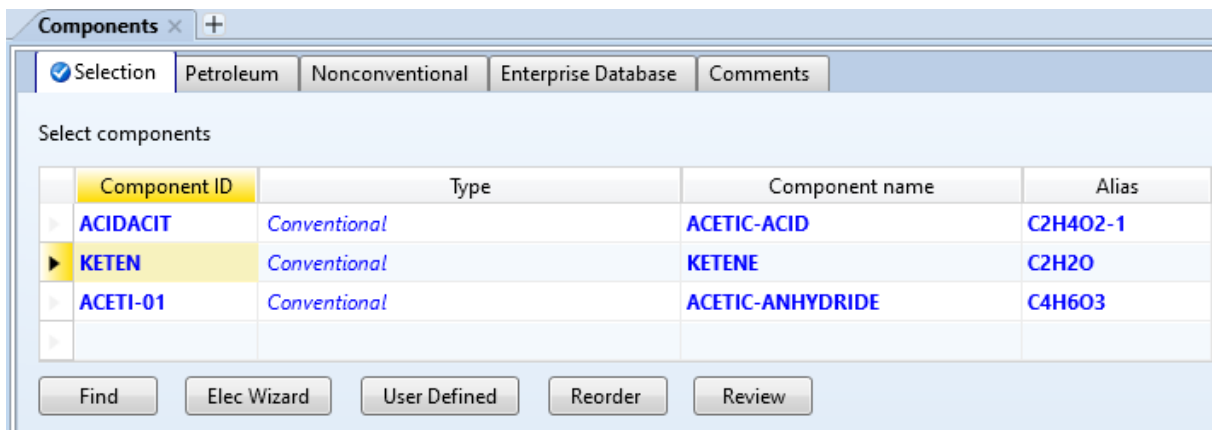 Components × +
Selection Petroleum Nonconventional Enterprise Database Comments
Select components
Component ID Type Component name Alias
ACIDACIT Conventional ACETIC-ACID C2H4O2-1
KETEN Conventional KETENE C2H2O
ACETI-01 Conventional ACETIC-ANHYDRIDE C4H6O3
Find Elec Wizard User Defined Reorder Review